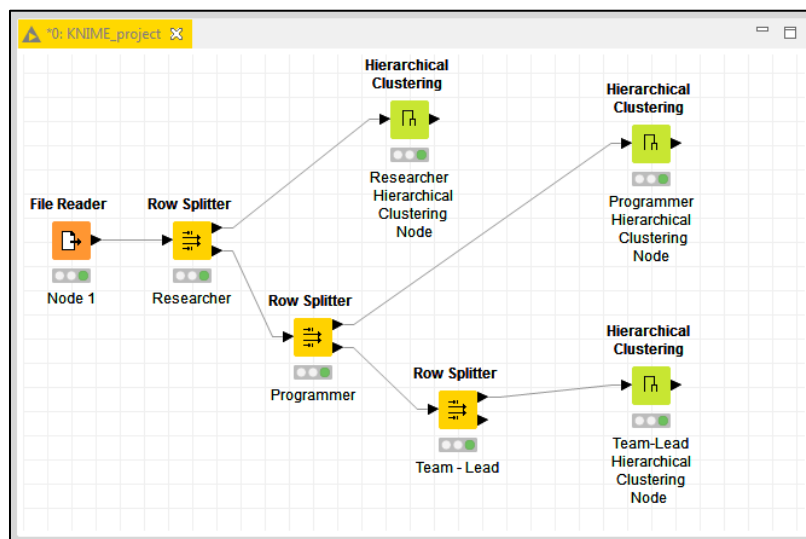 *0: KNIME_project
Hierarchical
Clustering
Researcher
Hierarchical
Clustering
Node
Hierarchical
Clustering
Programmer
Hierarchical
Clustering
Node
File Reader
Node 1
Row Splitter
Researcher
Row Splitter
Programmer
Row Splitter
Team - Lead
Hierarchical
Clustering
Team-Lead
Hierarchical
Clustering
Node